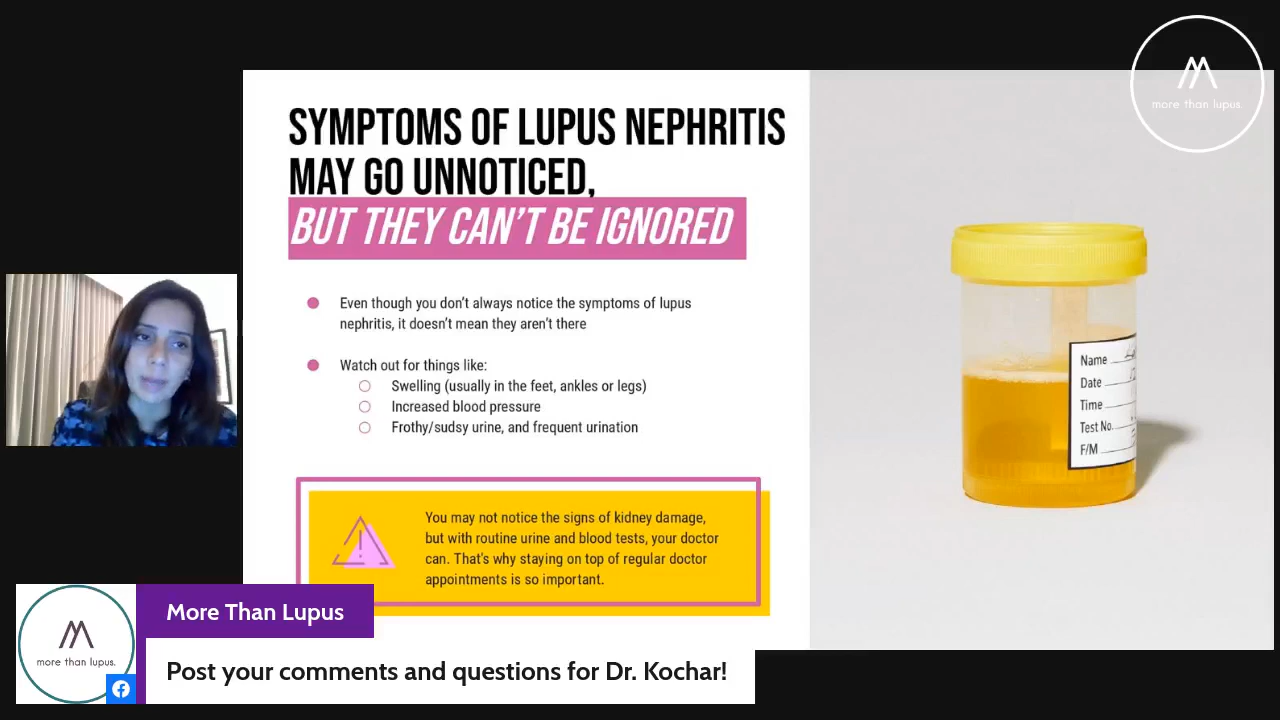 more than lupus.
SYMPTOMS OF LUPUS NEPHRITIS
MAY GO UNNOTICED,
BUT THEY CAN'T BE IGNORED
Even though you don't always notice the symptoms of lupus
nephritis, it doesn't mean they aren't there
Watch out for things like:
Swelling (usually in the feet, ankles or legs)
Increased blood pressure
Frothy/sudsy urine, and frequent urination
You may not notice the signs of kidney damage,
but with routine urine and blood tests, your doctor
can. That's why staying on top of regular doctor
appointments is so important.
Name
Date
Time
Test No.
F/M
more than lupus.
More Than Lupus
Post your comments and questions for Dr. Kochar!